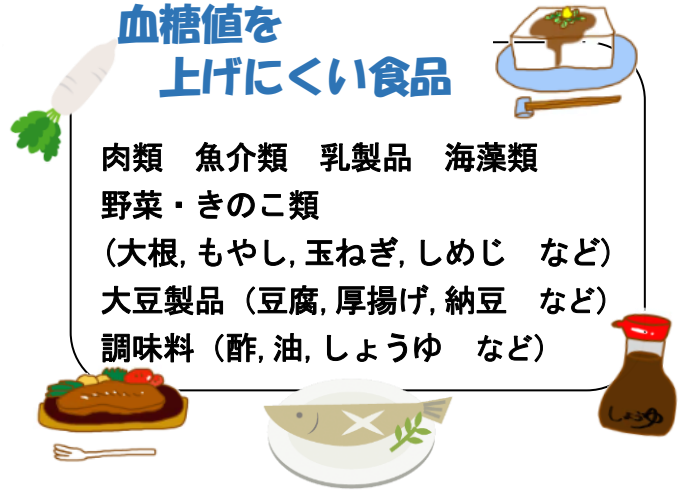 血糖値を
上げにくい食品
肉類　魚介類　乳製品　海藻類
野菜・きのこ類
(大根,もやし,玉ねぎ,しめじ　など)
大豆製品 (豆腐,厚揚げ,納豆　など)
調味料 (酢,油,しょうゆ　など)
しょうゆ